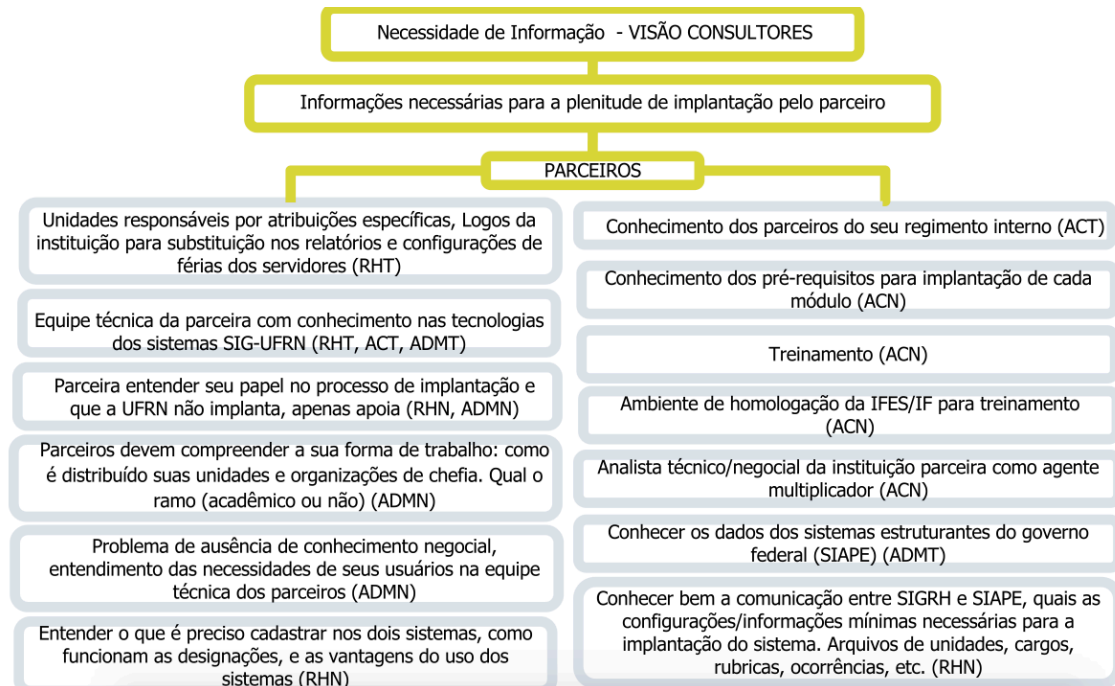 Necessidade de Informação - VISÃO CONSULTORES
Informações necessárias para a plenitude de implantação pelo parceiro
PARCEIROS
Unidades responsáveis por atribuições específicas, Logos da
instituição para substituição nos relatórios e configurações de
férias dos servidores (RHT)
Equipe técnica da parceira com conhecimento nas tecnologias
dos sistemas SIG-UFRN (RHT, ACT, ADMT)
Parceira entender seu papel no processo de implantação e
que a UFRN não implanta, apenas apoia (RHN, ADMN)
Parceiros devem compreender a sua forma de trabalho: como
é distribuído suas unidades e organizações de chefia. Qual o
ramo (acadêmico ou não) (ADMN)
Problema de ausência de conhecimento negocial,
entendimento das necessidades de seus usuários na equipe
técnica dos parceiros (ADMN)
Entender o que é preciso cadastrar nos dois sistemas, como
funcionam as designações, e as vantagens do uso dos
sistemas (RHN)
Conhecimento dos parceiros do seu regimento interno (ACT)
Conhecimento dos pré-requisitos para implantação de cada
módulo (ACN)
Treinamento (ACN)
Ambiente de homologação da IFES/IF para treinamento
(ACN)
Analista técnico/negocial da instituição parceira como agente
multiplicador (ACN)
Conhecer os dados dos sistemas estruturantes do governo
federal (SIAPE) (ADMT)
Conhecer bem a comunicação entre SIGRH e SIAPE, quais as
configurações/informações mínimas necessárias para a
implantação do sistema. Arquivos de unidades, cargos,
rubricas, ocorrências, etc. (RHN)